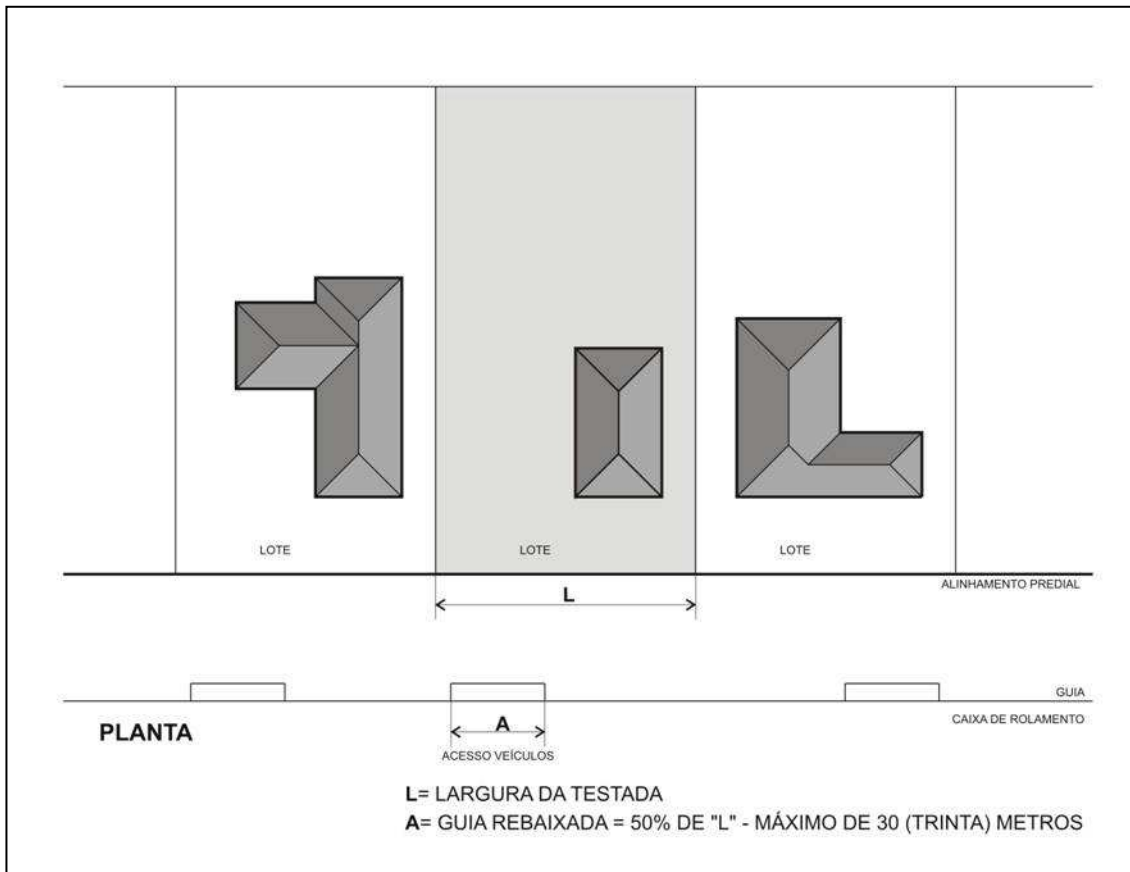 LOTE
LOTE
LOTE
ALINHAMENTO PREDIAL
L
GUIA
CAIXA DE ROLAMENTO
PLANTA
A
ACESSO VEÍCULOS
L= LARGURA DA TESTADA
A= GUIA REBAIXADA = 50% DE "L" - MÁXIMO DE 30 (TRINTA) METROS